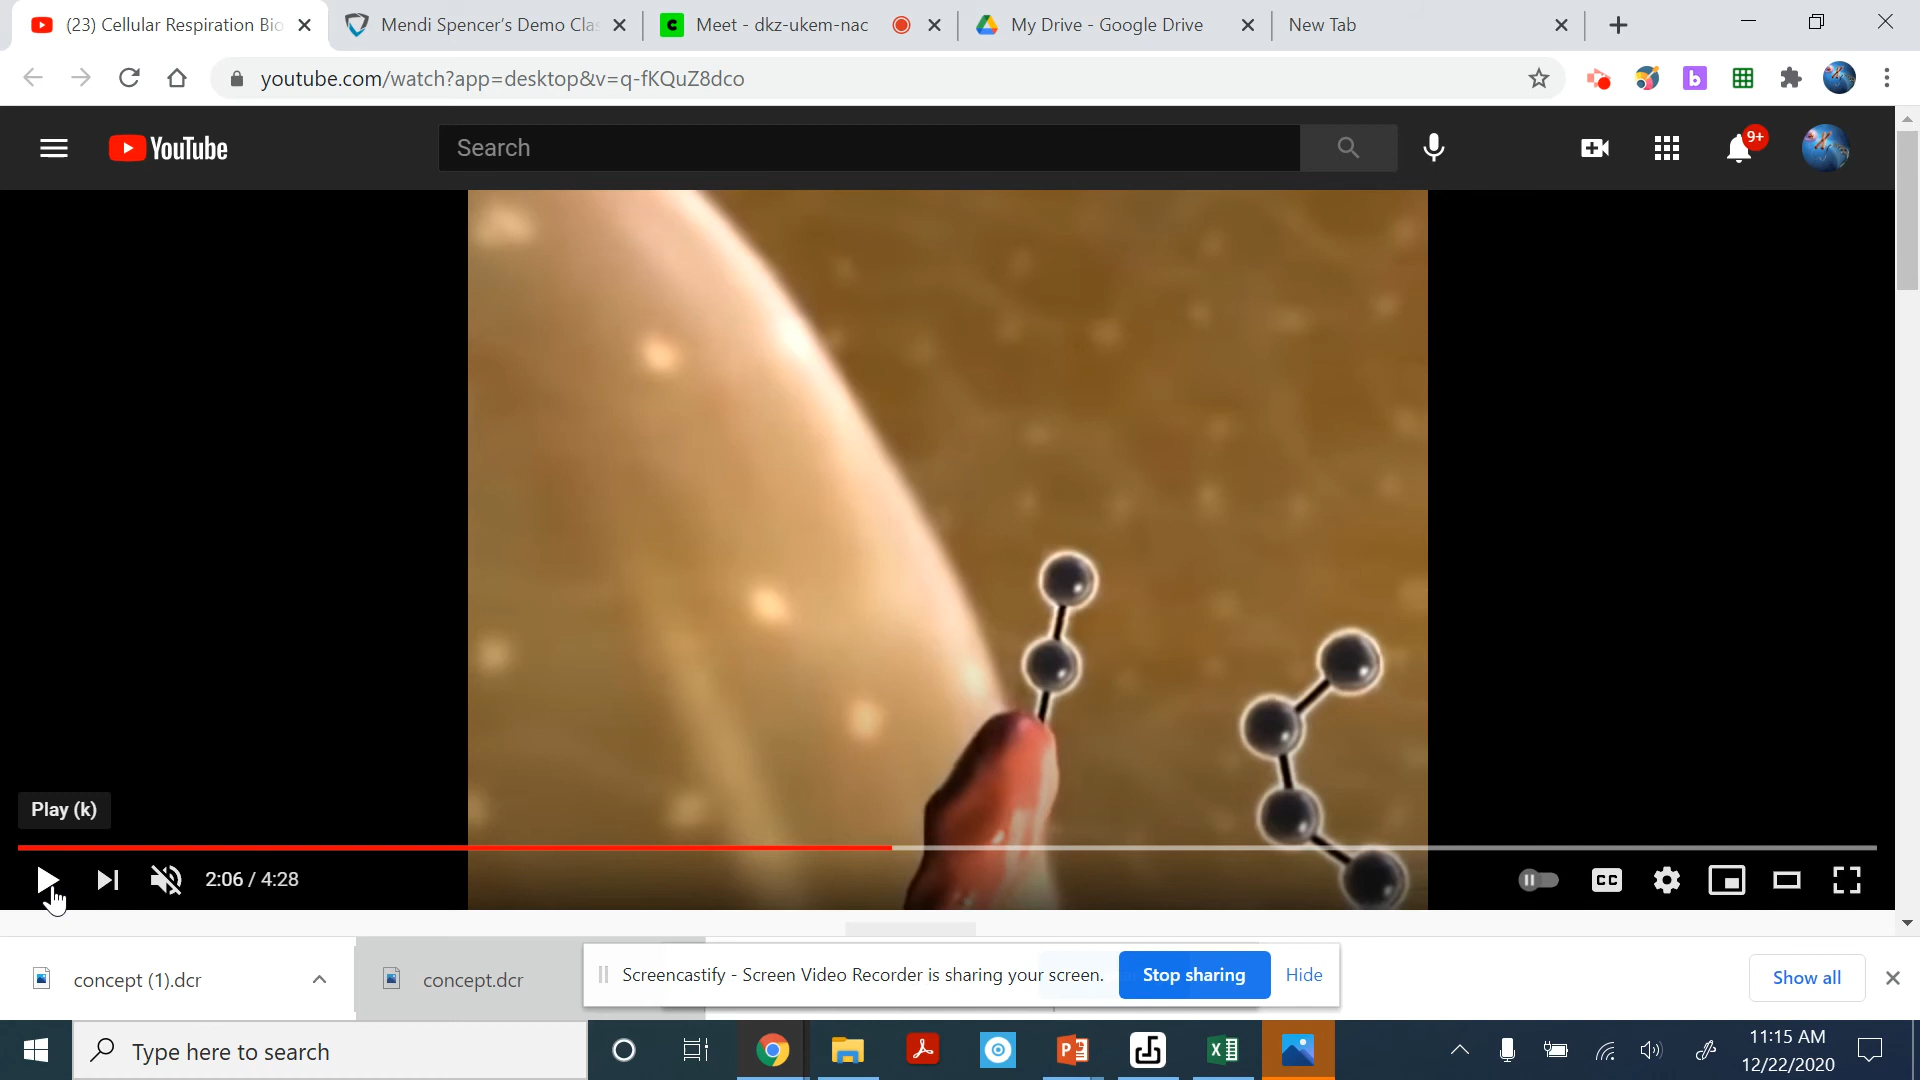 (23) Cellular Respiration Bio
Mendi Spencer's Demo Clas
Meet - dkz-ukem-nac
My Drive - Google Drive
New Tab
youtube.com/watch?app=desktop&v=q-fKQuZ8dco
b
YouTube
Search
9+
Play (k)
2:06 / 4:28
CC
concept (1).dcr
concept.dcr
Screencastify - Screen Video Recorder is sharing your screen.
Stop sharing
Hide
Show all
Type here to search
11:15 AM
12/22/2020